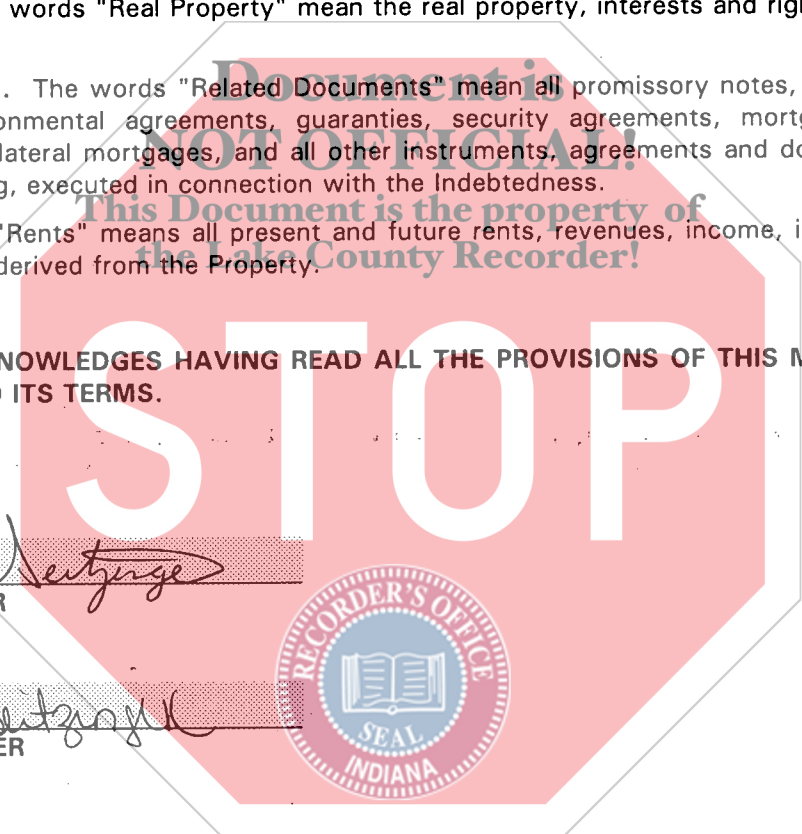 words "Real Property" mean the real property, interests and righ
. The words "Related Documents" mean all promissory notes,
onmental agreements, guaranties, security agreements, mortg
lateral mortgages, and all other instruments, agreements and do
g, executed in connection with the Indebtedness.
"Rents" means all present and future rents, revenues, income, i
derived from the Property.
Document is
NOT OFFICIAL!
This Document is the property of
the Lake County Recorder!
NOWLEDGES HAVING READ ALL THE PROVISIONS OF THIS M
ITS TERMS.
STOP
R
ER
RECORDER'S OFFICE
SEAL
INDIANA